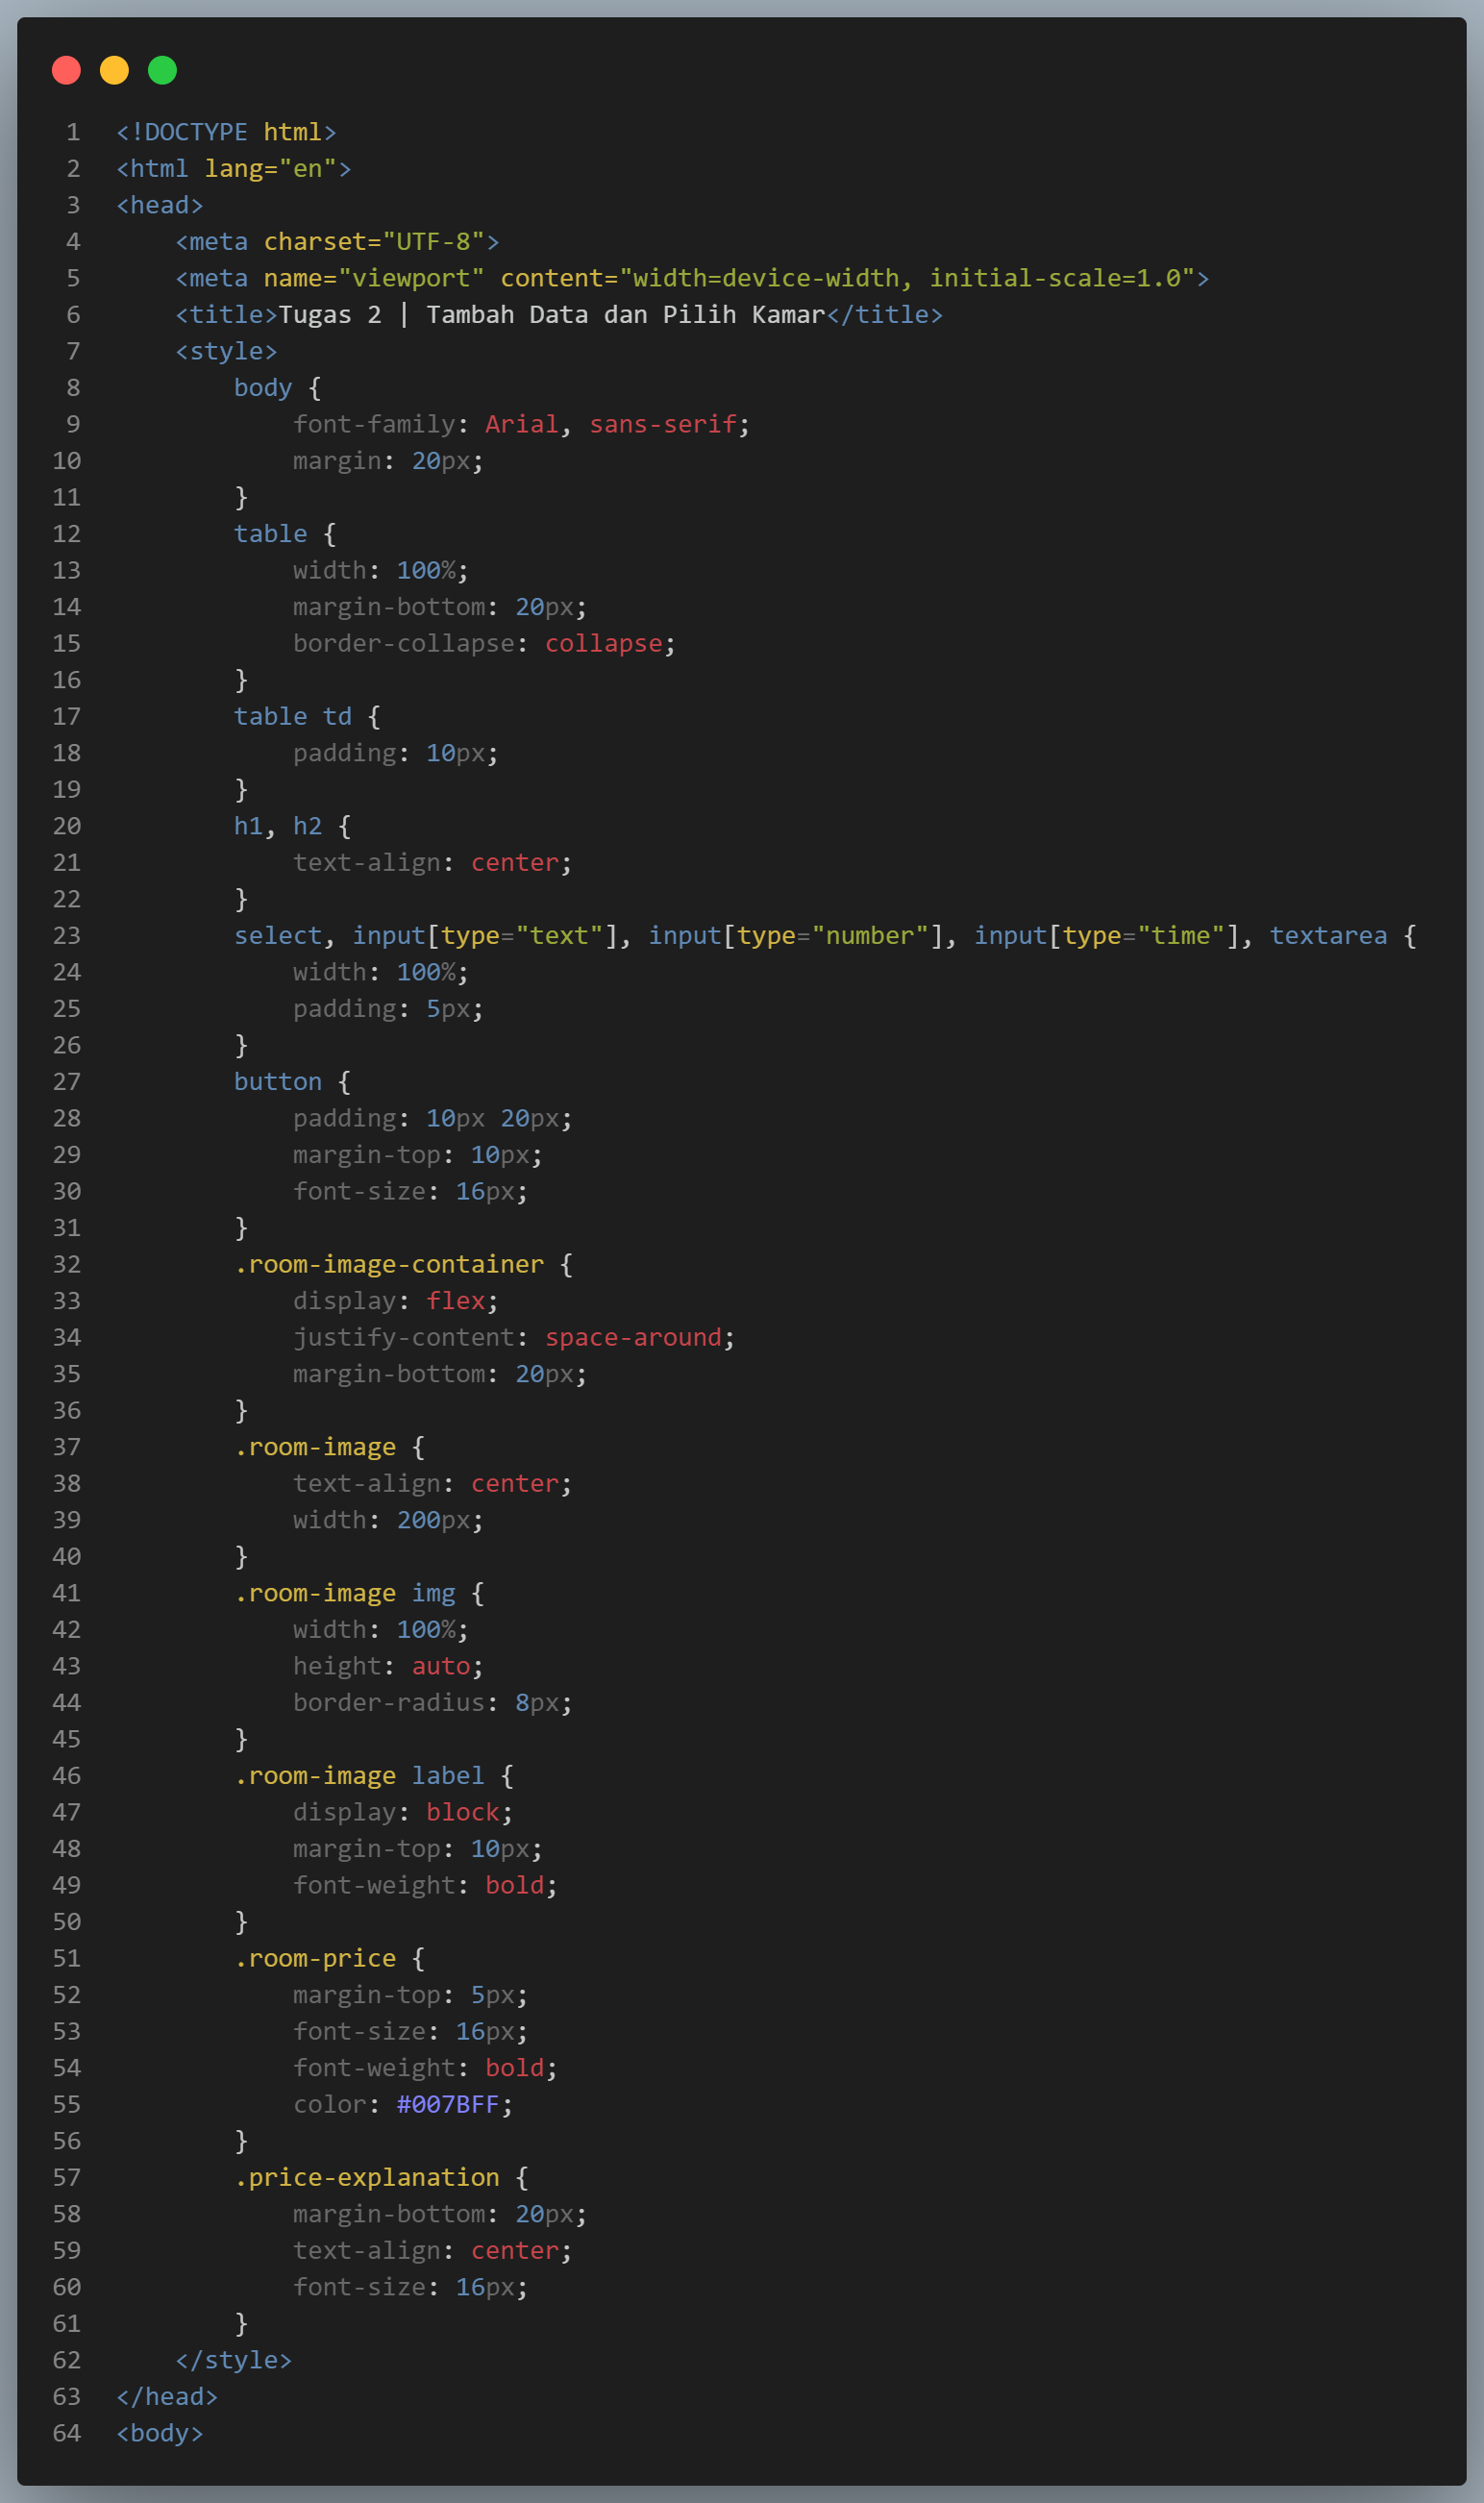 1 <!DOCTYPE html>
2 <html lang="en">
3 <head>
4     <meta charset="UTF-8">
5     <meta name="viewport" content="width=device-width, initial-scale=1.0">
6     <title>Tugas 2 | Tambah Data dan Pilih Kamar</title>
7     <style>
8         body {
9             font-family: Arial, sans-serif;
10             margin: 20px;
11         }
12         table {
13             width: 100%;
14             margin-bottom: 20px;
15             border-collapse: collapse;
16         }
17         table td {
18             padding: 10px;
19         }
20         h1, h2 {
21             text-align: center;
22         }
23         select, input[type="text"], input[type="number"], input[type="time"], textarea {
24             width: 100%;
25             padding: 5px;
26         }
27         button {
28             padding: 10px 20px;
29             margin-top: 10px;
30             font-size: 16px;
31         }
32         .room-image-container {
33             display: flex;
34             justify-content: space-around;
35             margin-bottom: 20px;
36         }
37         .room-image {
38             text-align: center;
39             width: 200px;
40         }
41         .room-image img {
42             width: 100%;
43             height: auto;
44             border-radius: 8px;
45         }
46         .room-image label {
47             display: block;
48             margin-top: 10px;
49             font-weight: bold;
50         }
51         .room-price {
52             margin-top: 5px;
53             font-size: 16px;
54             font-weight: bold;
55             color: #007BFF;
56         }
57         .price-explanation {
58             margin-bottom: 20px;
59             text-align: center;
60             font-size: 16px;
61         }
62     </style>
63 </head>
64 <body>